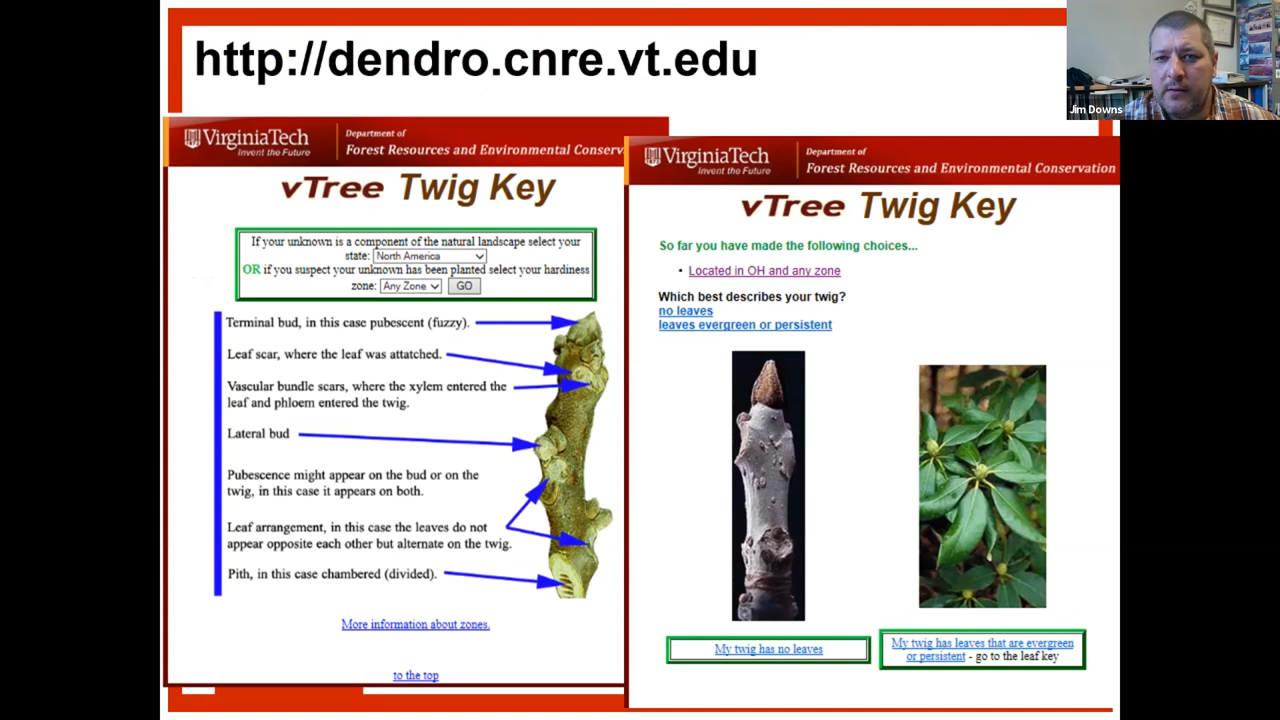 http://dendro.cnre.vt.edu
Jim Downs
VirginiaTech
Invent the Future
Department of
Forest Resources and Environmental Conserv
vTree Twig Key
If your unknown is a component of the natural landscape select your
state: North America
OR if you suspect your unknown has been planted select your hardiness
zone: Any Zone GO
Terminal bud, in this case pubescent (fuzzy).
Leaf scar, where the leaf was attatched.
Vascular bundle scars, where the xylem entered the
leaf and phloem entered the twig.
Lateral bud
Pubescence might appear on the bud or on the
twig, in this case it appears on both.
Leaf arrangement, in this case the leaves do not
appear opposite each other but alternate on the twig.
Pith, in this case chambered (divided).
More information about zones.
to the top
VirginiaTech
Invent the Future
Department of
Forest Resources and Environmental Conservation
vTree Twig Key
So far you have made the following choices...
• Located in OH and any zone
Which best describes your twig?
no leaves
leaves evergreen or persistent
My twig has no leaves
My twig has leaves that are evergreen
or persistent - go to the leaf key